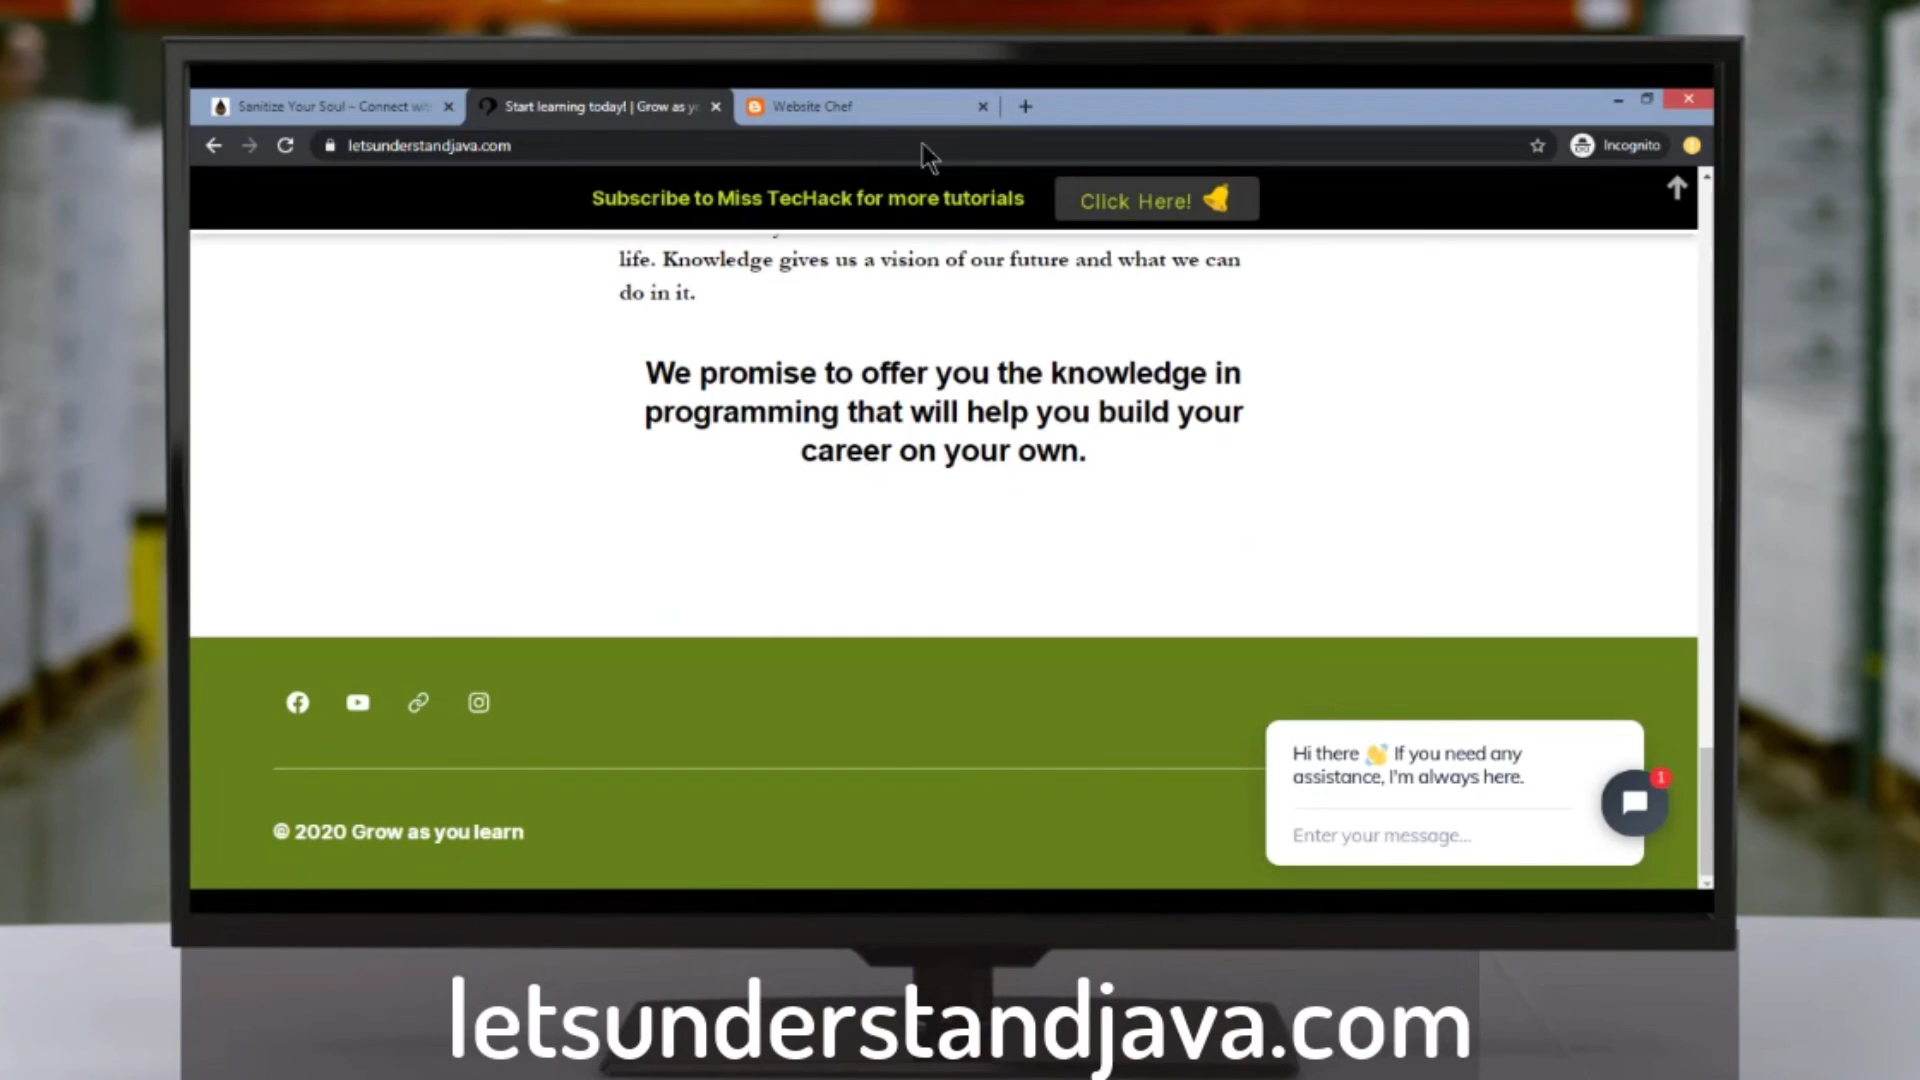 Sanitize Your Soul – Connect wit
Start learning today! | Grow as yo
Website Chef
letsunderstandjava.com
Incognito
Subscribe to Miss TecHack for more tutorials
Click Here!
life. Knowledge gives us a vision of our future and what we can
do in it.
We promise to offer you the knowledge in
programming that will help you build your
career on your own.
Hi there 👋 If you need any
assistance, I'm always here.
1
Enter your message...
© 2020 Grow as you learn
letsunderstandjava.com